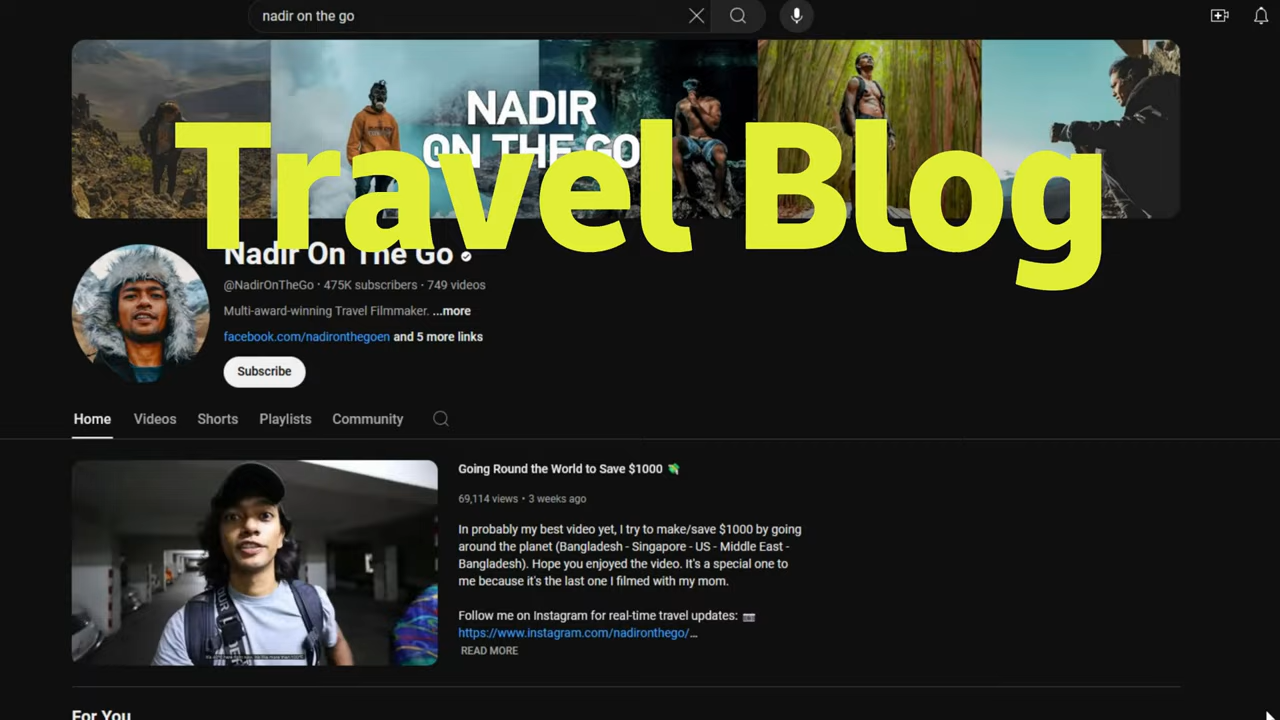 nadir on the go
NADIR
ON THE GO
Travel Blog
Nadir On The Go
@NadirOnTheGo · 475K subscribers · 749 videos
Multi-award-winning Travel Filmmaker. ...more
facebook.com/nadironthegoen and 5 more links
Subscribe
Home Videos Shorts Playlists Community
Going Round the World to Save $1000 💸
69,114 views • 3 weeks ago
In probably my best video yet, I try to make/save $1000 by going
around the planet (Bangladesh - Singapore - US - Middle East -
Bangladesh). Hope you enjoyed the video. It's a special one to
me because it's the last one I filmed with my mom.
Follow me on Instagram for real-time travel updates: 📷
https://www.instagram.com/nadironthego/...
READ MORE
For You